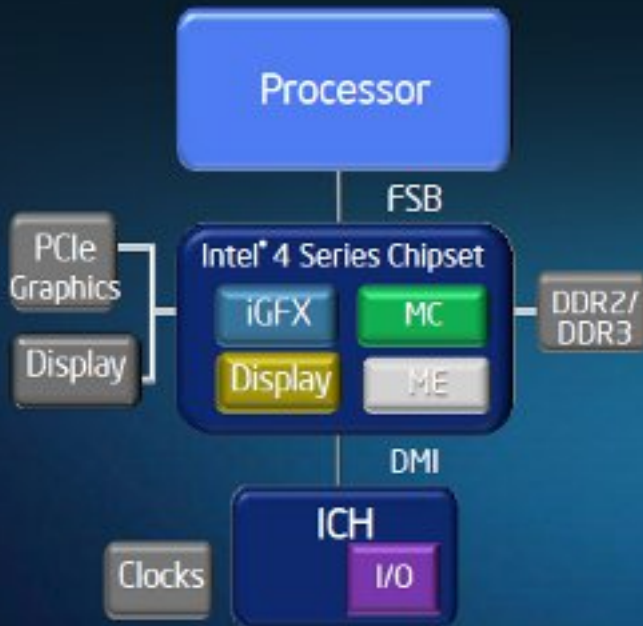 Processor
FSB
PCIe
Graphics
Display
Intel® 4 Series Chipset
iGFX
MC
Display
ME
DDR2/
DDR3
DMI
ICH
I/O
Clocks